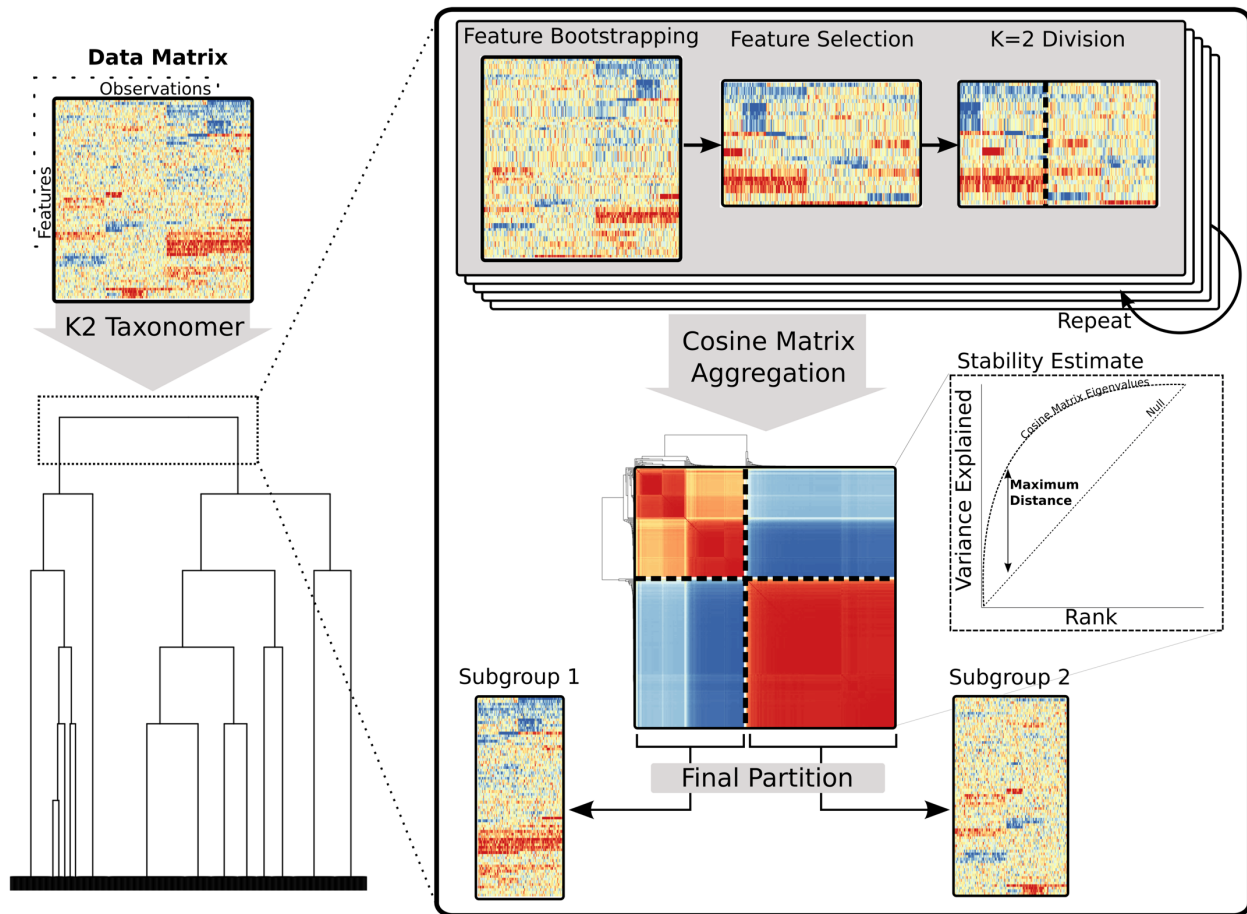 Data Matrix
Observations
Features
K2 Taxonomer
Feature Bootstrapping
Feature Selection
K=2 Division
Repeat
Cosine Matrix
Aggregation
Stability Estimate
Variance Explained
Cosine Matrix Eigenvalues
Null
Maximum
Distance
Rank
Subgroup 1
Subgroup 2
Final Partition